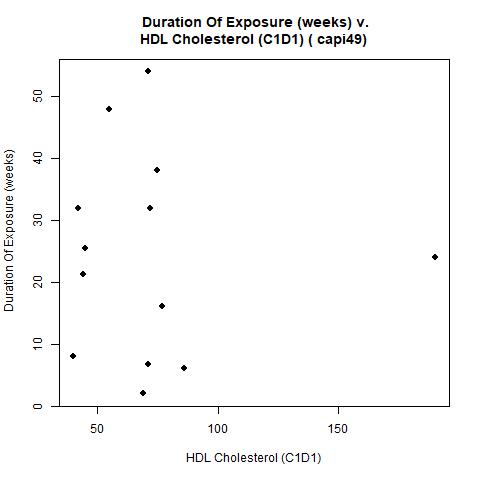 Duration Of Exposure (weeks) v.
HDL Cholesterol (C1D1) ( capi49)
Duration Of Exposure (weeks)
50
40
30
20
10
0
50 100 150
HDL Cholesterol (C1D1)